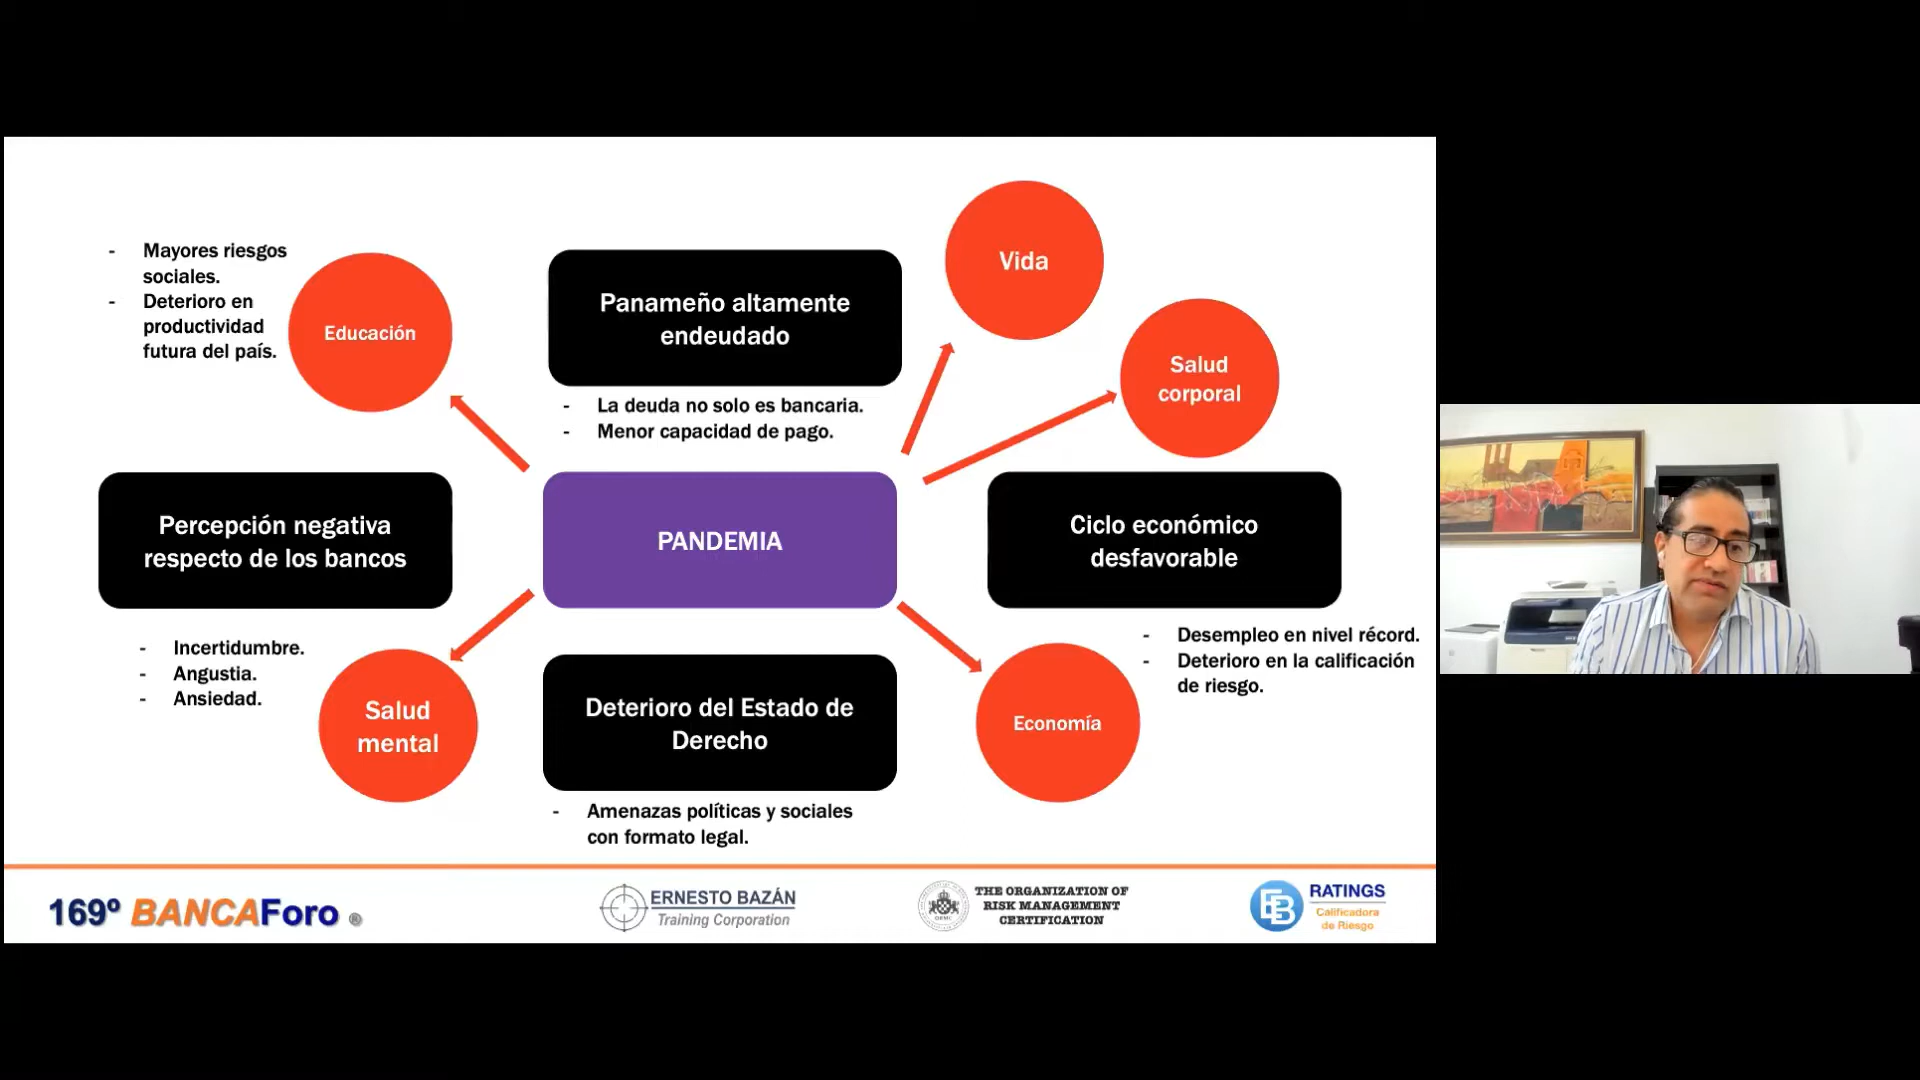 Vida
- Mayores riesgos
sociales.
- Deterioro en
productividad
futura del país.
Educación
Panameño altamente
endeudado
- La deuda no solo es bancaria.
- Menor capacidad de pago.
Salud
corporal
Percepción negativa
respecto de los bancos
PANDEMIA
Ciclo económico
desfavorable
- Incertidumbre.
- Angustia.
- Ansiedad.
Salud
mental
Deterioro del Estado de
Derecho
- Amenazas políticas y sociales
con formato legal.
Economía
- Desempleo en nivel récord.
- Deterioro en la calificación
de riesgo.
169º BANCAForo ®
ERNESTO BAZÁN
Training Corporation
THE ORGANIZATION OF
RISK MANAGEMENT
CERTIFICATION
EB
RATINGS
Calificadora
de Riesgo